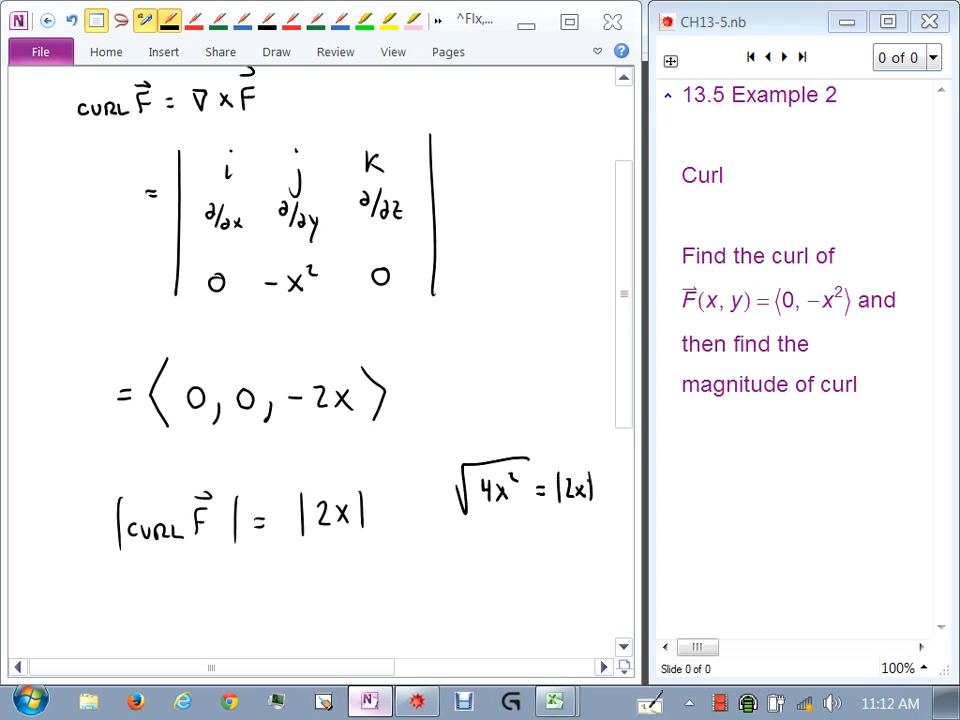 ^FIx,...
File Home Insert Share Draw Review View Pages
CURL F⃗ = ∇ × F⃗
= | i j k
∂/∂x ∂/∂y ∂/∂z
0 -x² 0 |
= ⟨ 0, 0, -2x ⟩
|CURL F⃗| = |2x|
√4x² = |2x|
CH13-5.nb
0 of 0
13.5 Example 2
Curl
Find the curl of
F⃗(x, y) = ⟨0, −x²⟩ and
then find the
magnitude of curl
Slide 0 of 0 100%
11:12 AM